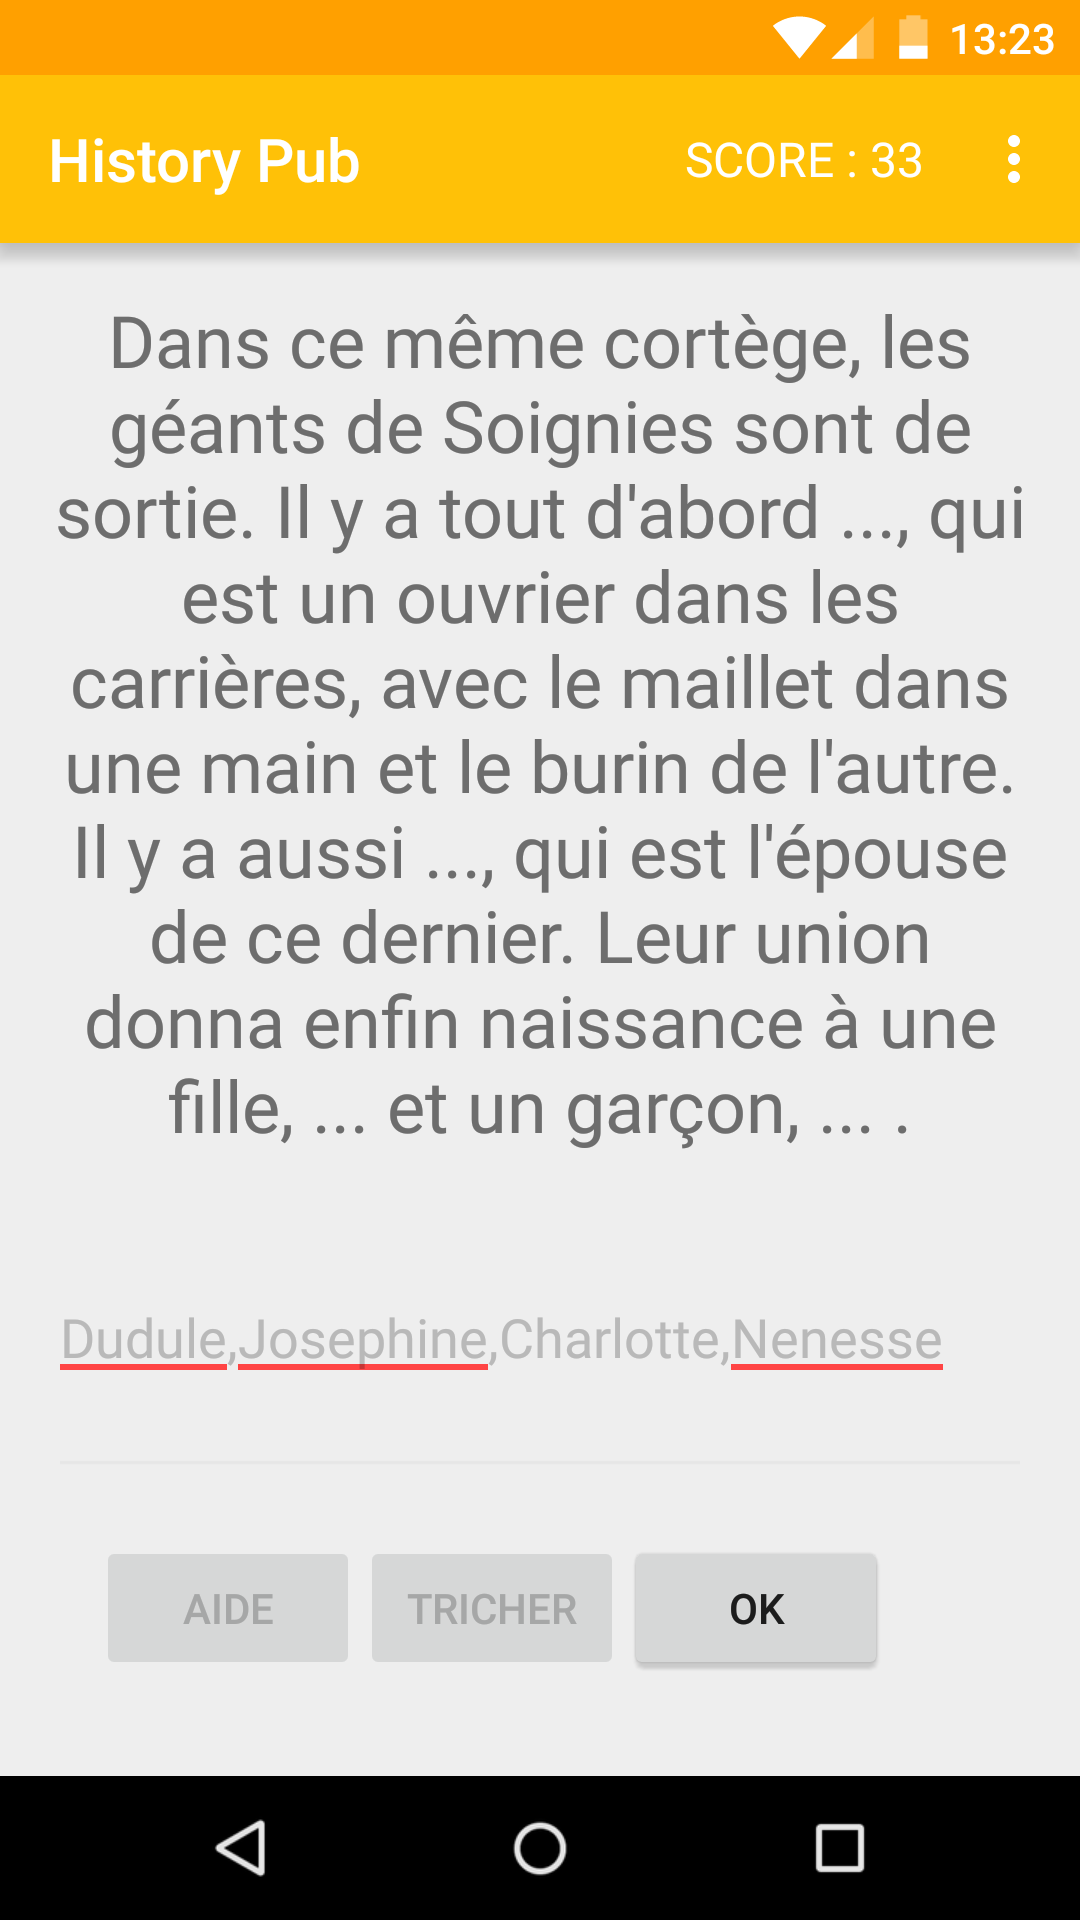 13:23
History Pub
SCORE : 33
Dans ce même cortège, les
géants de Soignies sont de
sortie. Il y a tout d'abord ..., qui
est un ouvrier dans les
carrières, avec le maillet dans
une main et le burin de l'autre.
Il y a aussi ..., qui est l'épouse
de ce dernier. Leur union
donna enfin naissance à une
fille, ... et un garçon, ... .
Dudule,Josephine,Charlotte,Nenesse
AIDE
TRICHER
OK